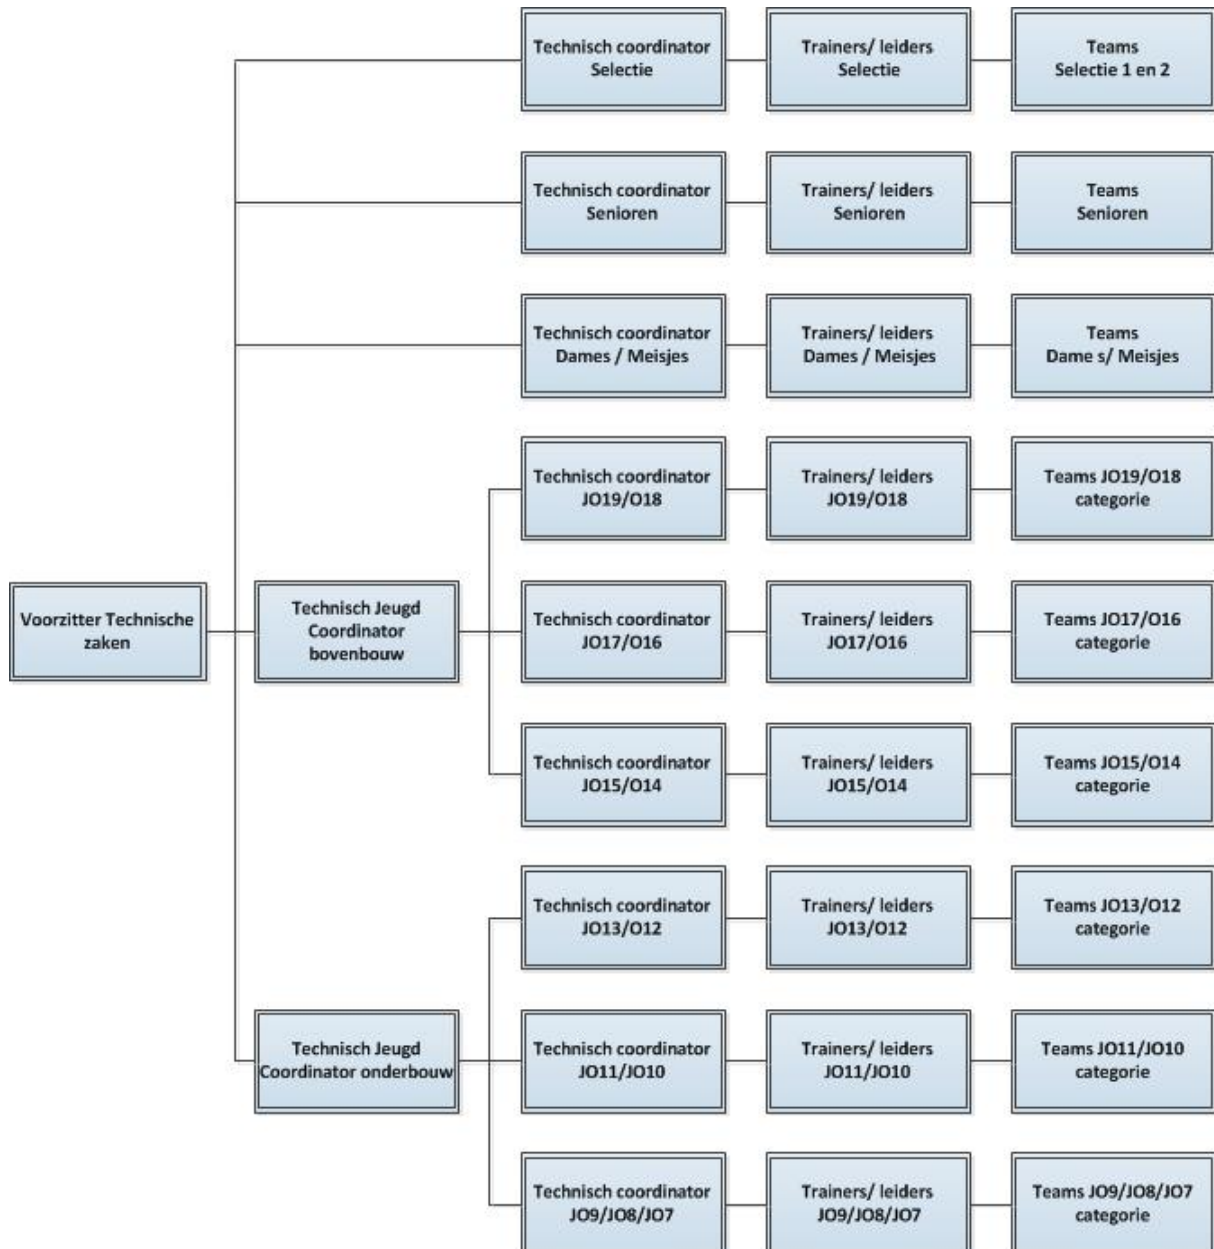 Technisch coordinator
Selectie
Trainers/ leiders
Selectie
Teams
Selectie 1 en 2
Technisch coordinator
Senioren
Trainers/ leiders
Senioren
Teams
Senioren
Technisch coordinator
Dames / Meisjes
Trainers/ leiders
Dames / Meisjes
Teams
Dame s/ Meisjes
Technisch coordinator
JO19/O18
Trainers/ leiders
JO19/O18
Teams JO19/O18
categorie
Voorzitter Technische
zaken
Technisch Jeugd
Coordinator
bovenbouw
Technisch coordinator
JO17/O16
Trainers/ leiders
JO17/O16
Teams JO17/O16
categorie
Technisch coordinator
JO15/O14
Trainers/ leiders
JO15/O14
Teams JO15/O14
categorie
Technisch coordinator
JO13/O12
Trainers/ leiders
JO13/O12
Teams JO13/O12
categorie
Technisch Jeugd
Coordinator onderbouw
Technisch coordinator
JO11/JO10
Trainers/ leiders
JO11/JO10
Teams JO11/JO10
categorie
Technisch coordinator
JO9/JO8/JO7
Trainers/ leiders
JO9/JO8/JO7
Teams JO9/JO8/JO7
categorie